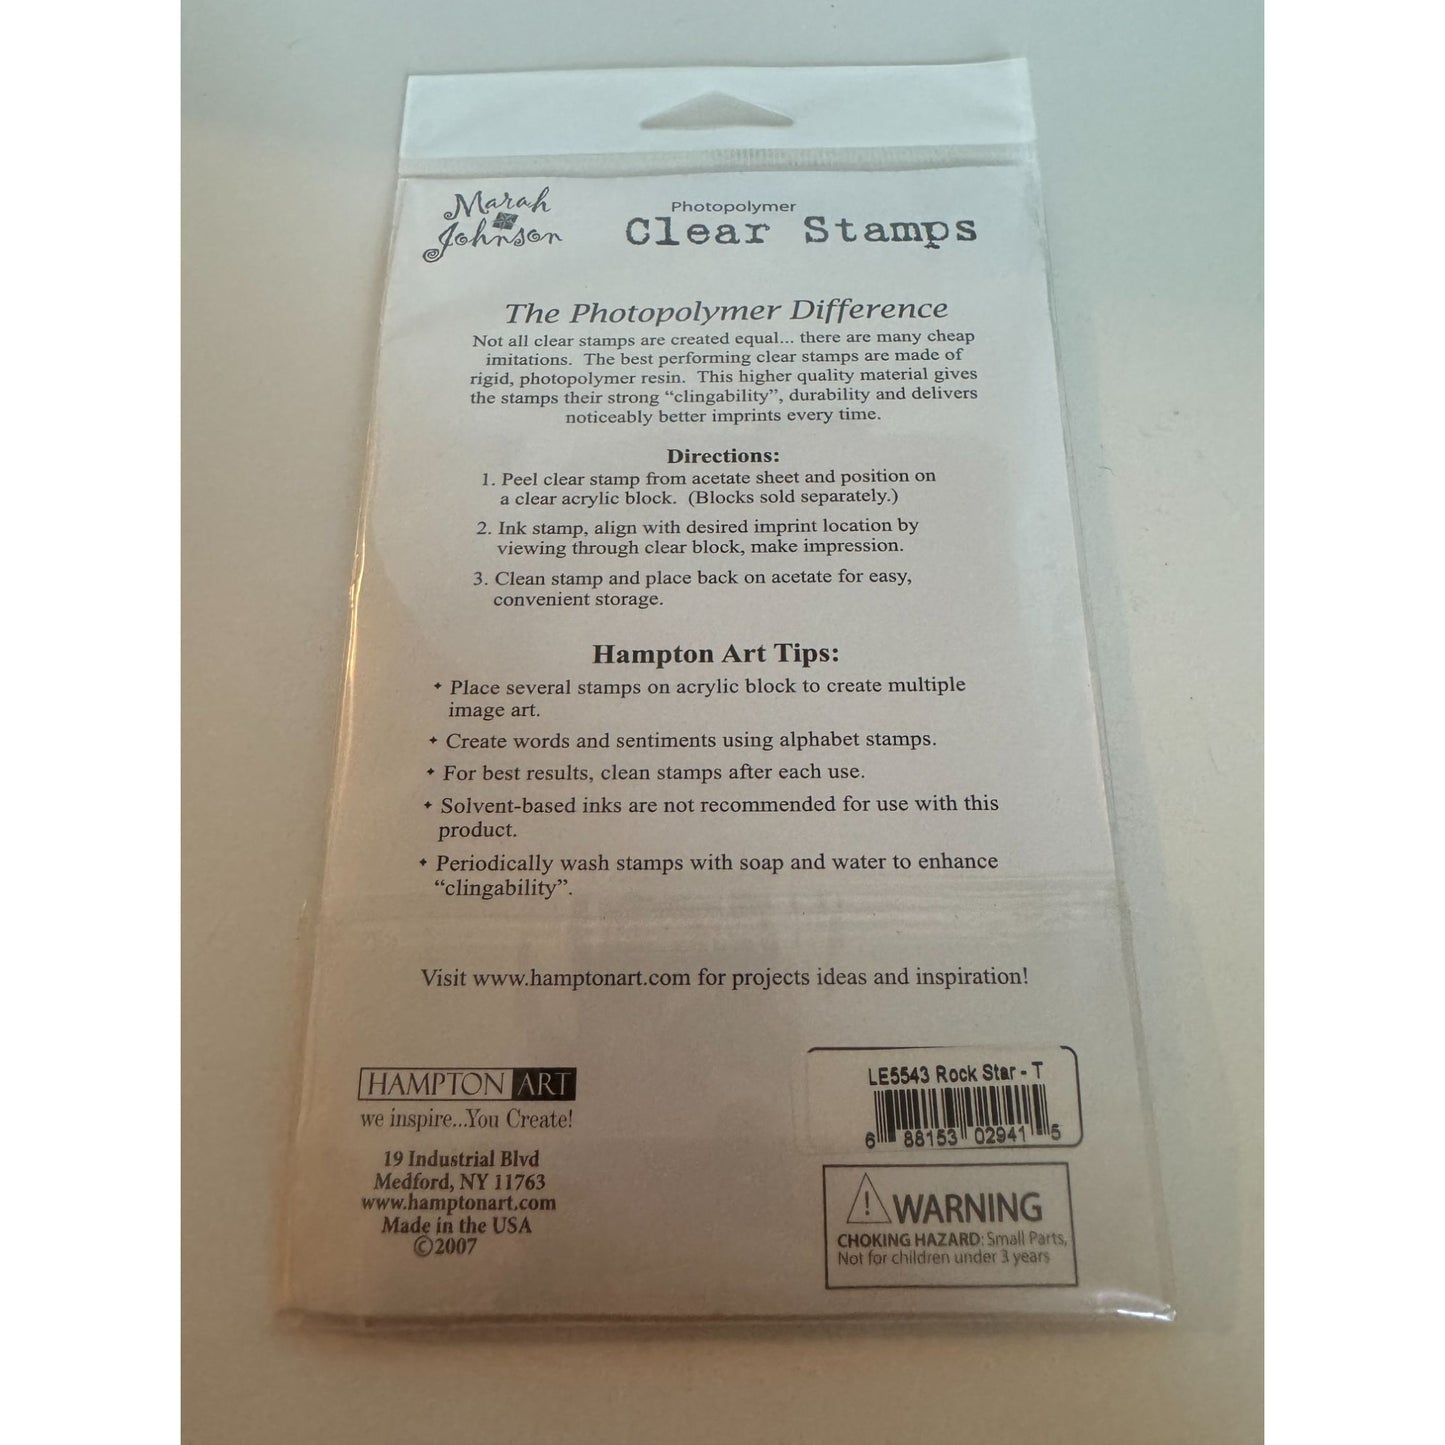 Marah
Johnson
Photopolymer
Clear Stamps
The Photopolymer Difference
Not all clear stamps are created equal... there are many cheap
imitations. The best performing clear stamps are made of
rigid, photopolymer resin. This higher quality material gives
the stamps their strong “clingability”, durability and delivers
noticeably better imprints every time.
Directions:
1. Peel clear stamp from acetate sheet and position on
a clear acrylic block. (Blocks sold separately.)
2. Ink stamp, align with desired imprint location by
viewing through clear block, make impression.
3. Clean stamp and place back on acetate for easy,
convenient storage.
Hampton Art Tips:
Place several stamps on acrylic block to create multiple
image art.
Create words and sentiments using alphabet stamps.
For best results, clean stamps after each use.
Solvent-based inks are not recommended for use with this
product.
Periodically wash stamps with soap and water to enhance
“clingability”.
Visit www.hamptonart.com for projects ideas and inspiration!
HAMPTON ART
we inspire...You Create!
19 Industrial Blvd
Medford, NY 11763
www.hamptonart.com
Made in the USA
©2007
LE5543 Rock Star - T
6 88153 02941 5
! WARNING
CHOKING HAZARD: Small Parts,
Not for children under 3 years